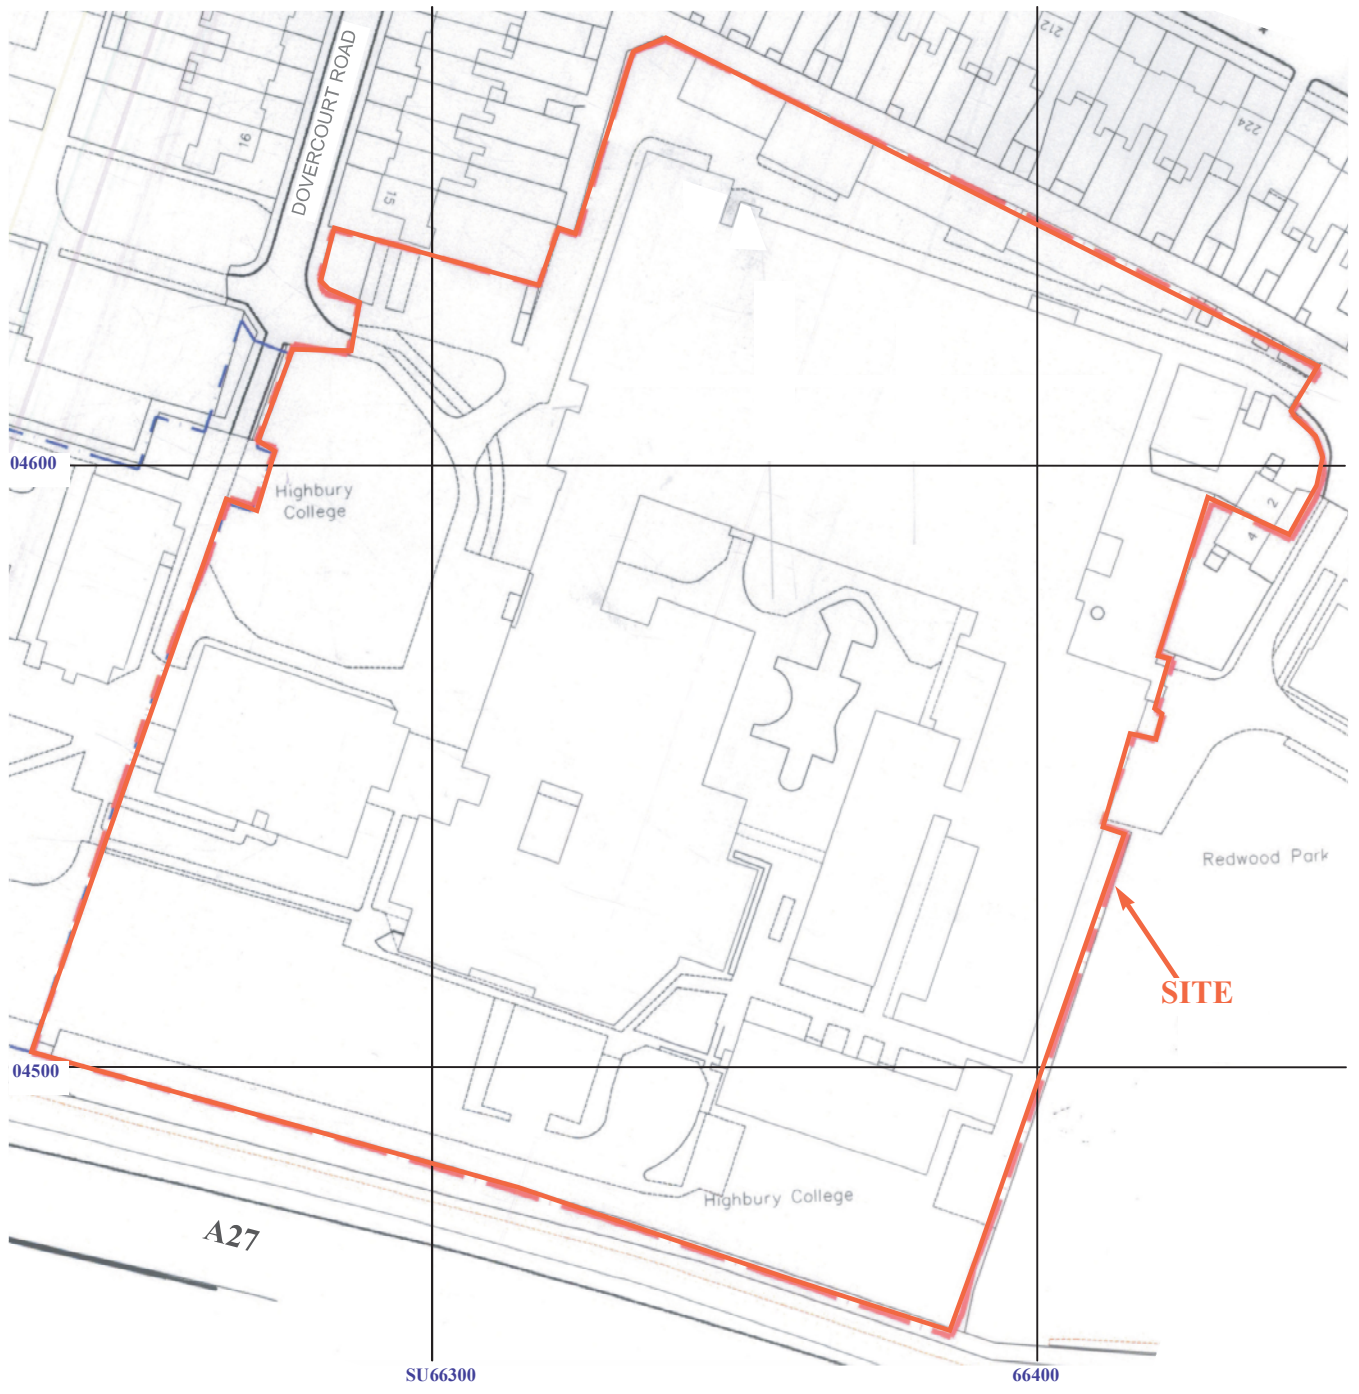 212
DOVERCOURT ROAD
16
224
15
04600
Highbury
College
2
4
Redwood Park
SITE
04500
Highbury College
A27
SU66300
66400